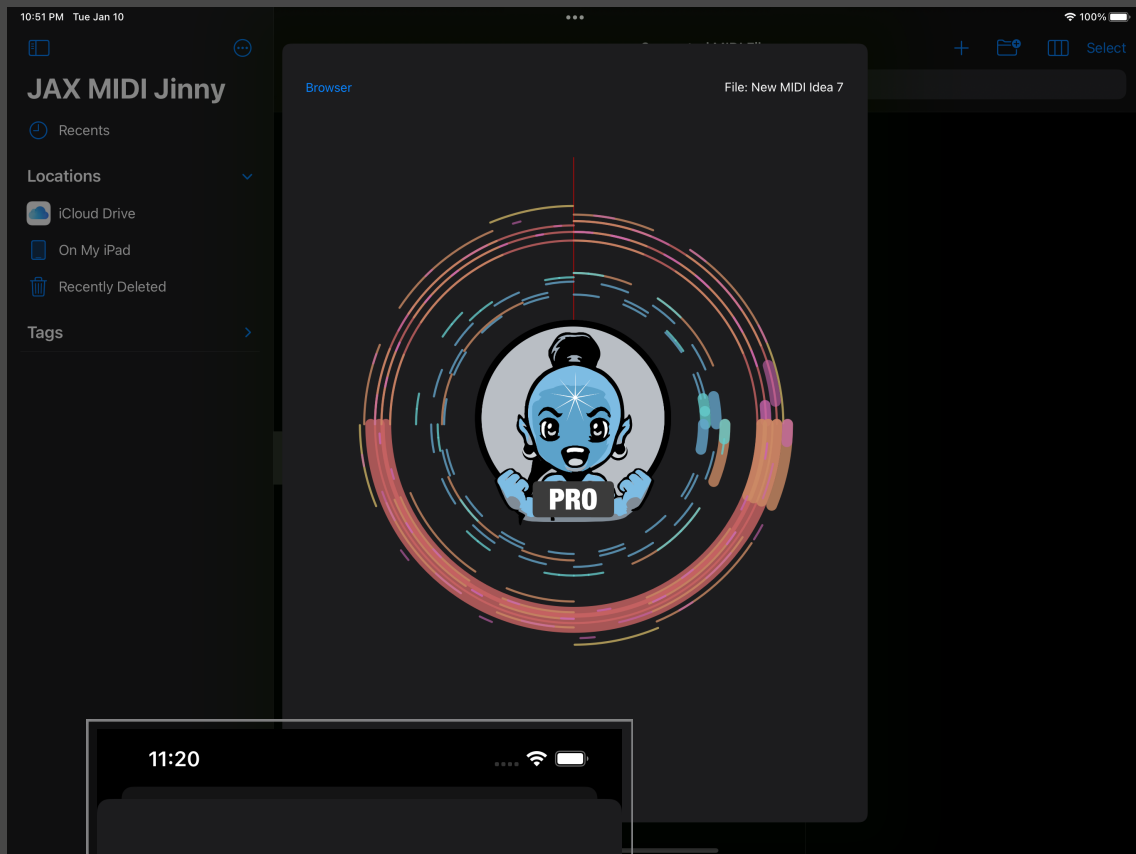 10:51 PM Tue Jan 10
100%
Select
JAX MIDI Jinny
Browser
File: New MIDI Idea 7
Recents
Locations
iCloud Drive
On My iPad
Recently Deleted
Tags
PRO
11:20